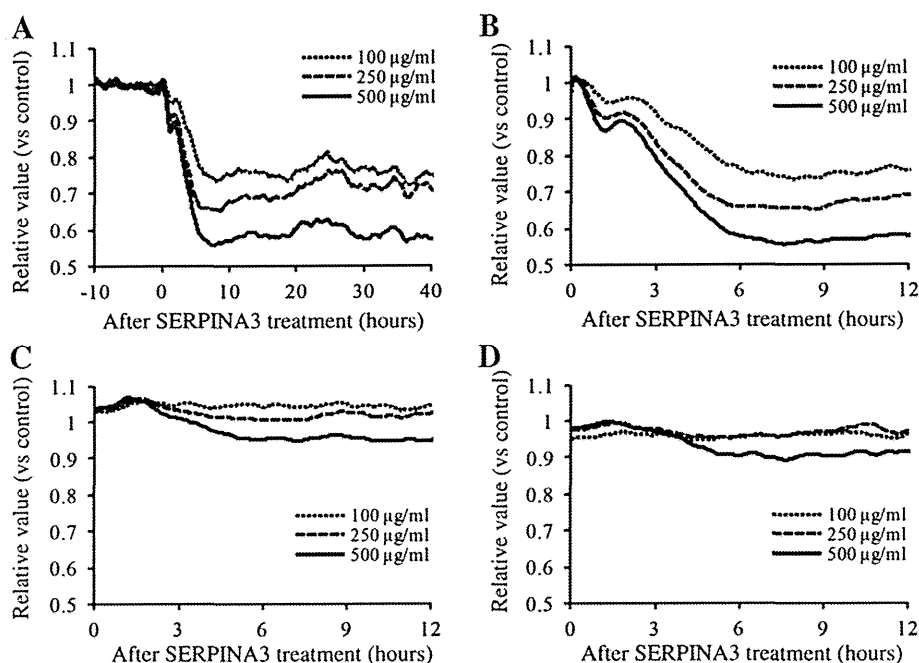 A
Relative value (vs control)
1.1
1
0.9
0.8
0.7
0.6
0.5
100 µg/ml
250 µg/ml
500 µg/ml
-10 0 10 20 30 40
After SERPINA3 treatment (hours)
B
Relative value (vs control)
1.1
1
0.9
0.8
0.7
0.6
0.5
100 µg/ml
250 µg/ml
500 µg/ml
0 3 6 9 12
After SERPINA3 treatment (hours)
C
Relative value (vs control)
1.1
1
0.9
0.8
0.7
0.6
0.5
100 µg/ml
250 µg/ml
500 µg/ml
0 3 6 9 12
After SERPINA3 treatment (hours)
D
Relative value (vs control)
1.1
1
0.9
0.8
0.7
0.6
0.5
100 µg/ml
250 µg/ml
500 µg/ml
0 3 6 9 12
After SERPINA3 treatment (hours)